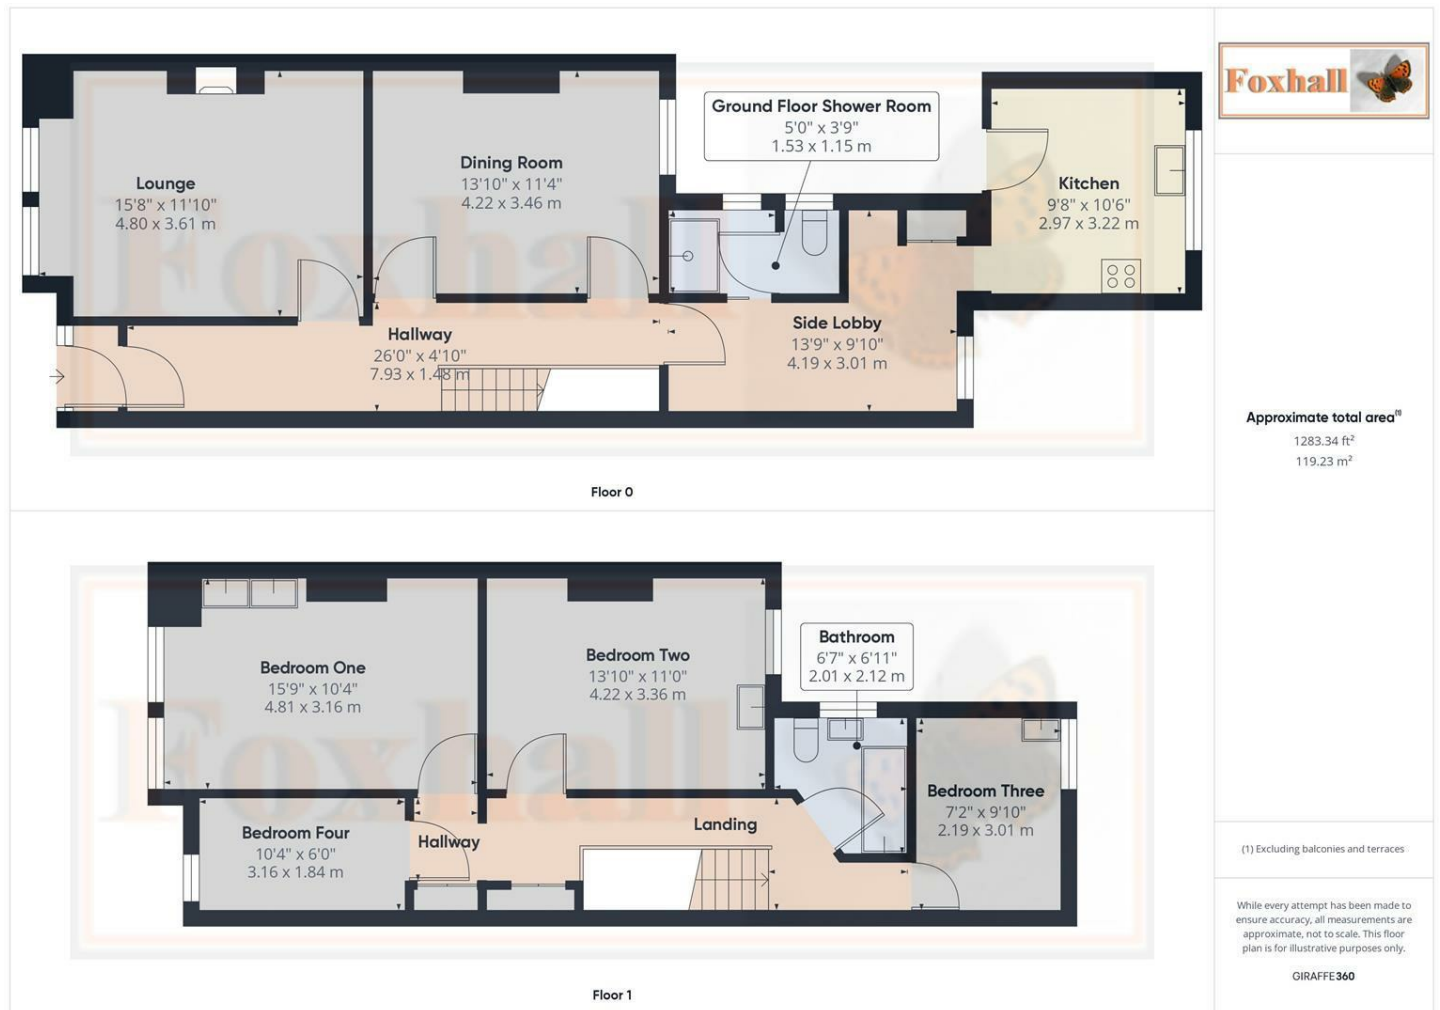 Foxhall
Ground Floor Shower Room
5'0" x 3'9"
1.53 x 1.15 m
Lounge
15'8" x 11'10"
4.80 x 3.61 m
Dining Room
13'10" x 11'4"
4.22 x 3.46 m
Kitchen
9'8" x 10'6"
2.97 x 3.22 m
Foxhall
Hallway
26'0" x 4'10"
7.93 x 1.48 m
Side Lobby
13'9" x 9'10"
4.19 x 3.01 m
Floor 0
Approximate total area(1)
1283.34 ft²
119.23 m²
Bathroom
6'7" x 6'11"
2.01 x 2.12 m
Bedroom One
15'9" x 10'4"
4.81 x 3.16 m
Bedroom Two
13'10" x 11'0"
4.22 x 3.36 m
Foxhall
Bedroom Three
7'2" x 9'10"
2.19 x 3.01 m
Bedroom Four
10'4" x 6'0"
3.16 x 1.84 m
Hallway
Landing
Floor 1
(1) Excluding balconies and terraces
While every attempt has been made to
ensure accuracy, all measurements are
approximate, not to scale. This floor
plan is for illustrative purposes only.
GIRAFFE360